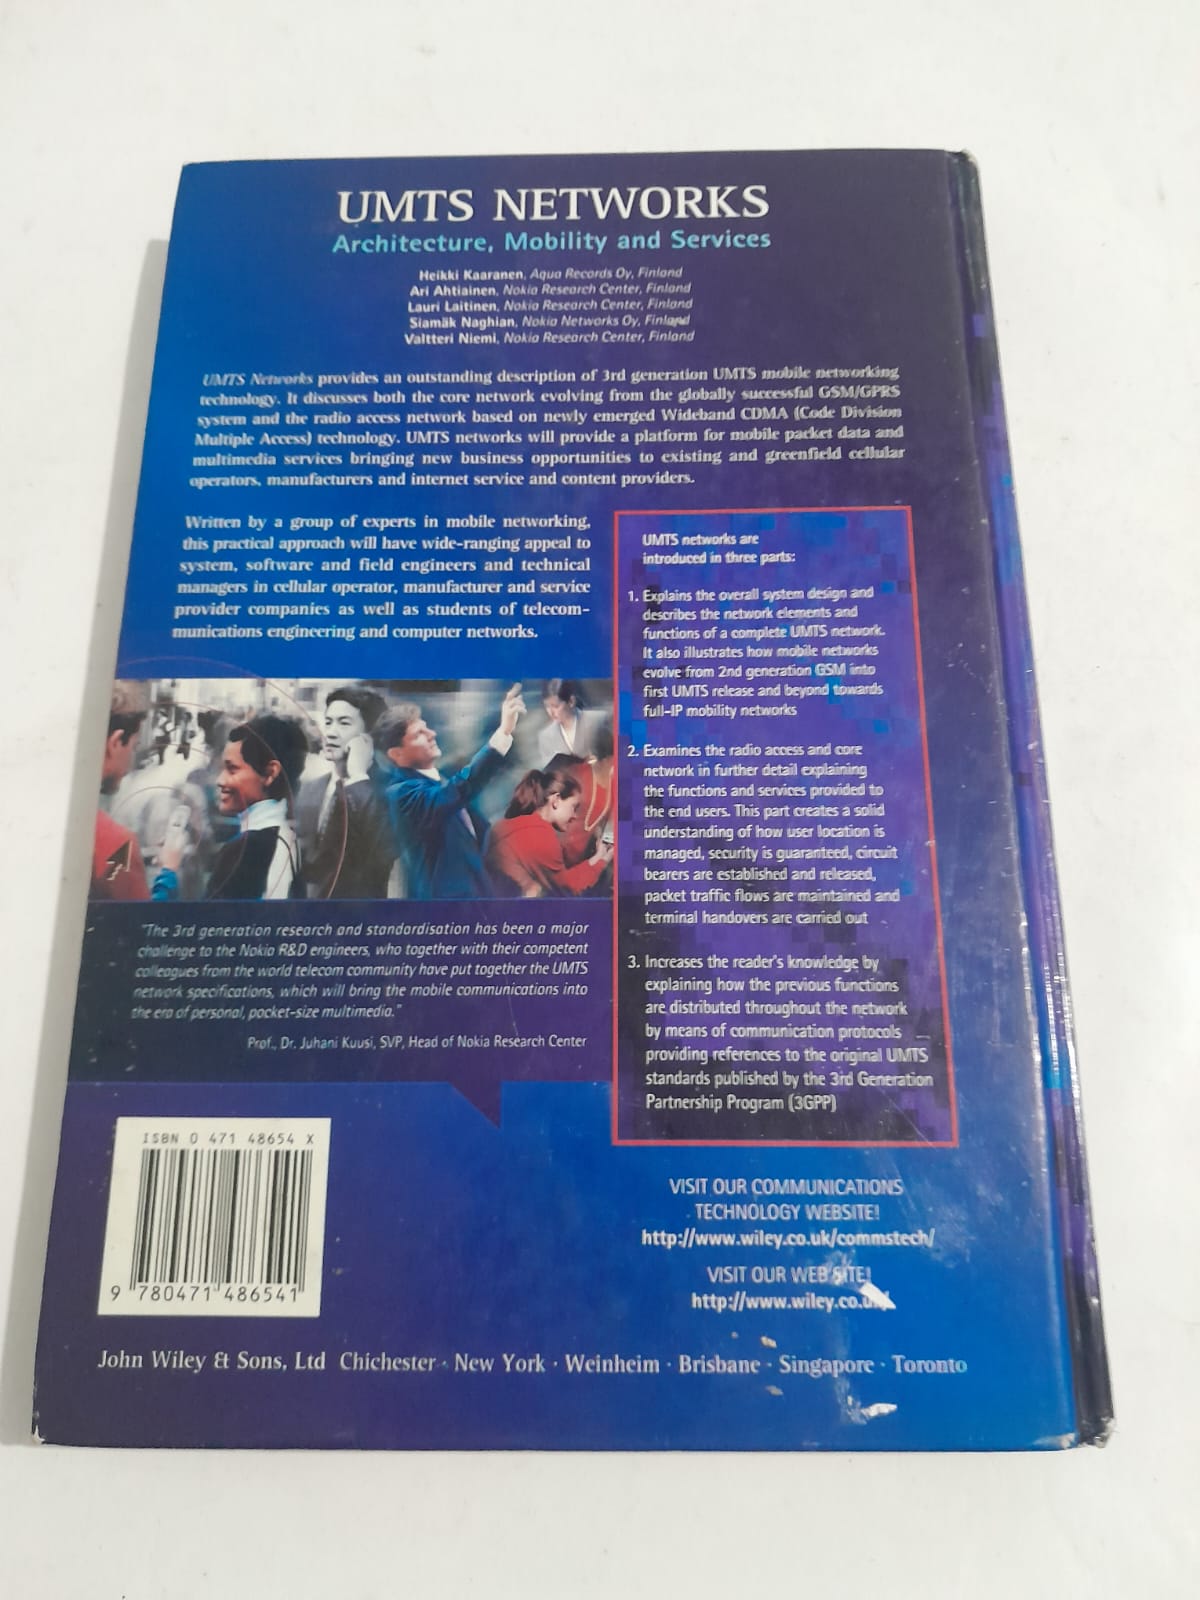 UMTS NETWORKS
Architecture, Mobility and Services
Heikki Kaaranen, Aqua Records Oy, Finland
Ari Ahtiainen, Nokia Research Center, Finland
Lauri Laitinen, Nokia Research Center, Finland
Siamäk Naghian, Nokia Networks Oy, Finland
Valtteri Niemi, Nokia Research Center, Finland
UMTS Networks provides an outstanding description of 3rd generation UMTS mobile networking
technology. It discusses both the core network evolving from the globally successful GSM/GPRS
system and the radio access network based on newly emerged Wideband CDMA (Code Division
Multiple Access) technology. UMTS networks will provide a platform for mobile packet data and
multimedia services bringing new business opportunities to existing and greenfield cellular
operators, manufacturers and internet service and content providers.
Written by a group of experts in mobile networking,
this practical approach will have wide-ranging appeal to
system, software and field engineers and technical
managers in cellular operator, manufacturer and service
provider companies as well as students of telecom-
munications engineering and computer networks.
"The 3rd generation research and standardisation has been a major
challenge to the Nokia R&D engineers, who together with their competent
colleagues from the world telecom community have put together the UMTS
network specifications, which will bring the mobile communications into
the era of personal, pocket-size multimedia."
Prof., Dr. Juhani Kuusi, SVP, Head of Nokia Research Center
UMTS networks are
introduced in three parts:
1. Explains the overall system design and
describes the network elements and
functions of a complete UMTS network.
It also illustrates how mobile networks
evolve from 2nd generation GSM into
first UMTS release and beyond towards
full-IP mobility networks
2. Examines the radio access and core
network in further detail explaining
the functions and services provided to
the end users. This part creates a solid
understanding of how user location is
managed, security is guaranteed, circuit
bearers are established and released,
packet traffic flows are maintained and
terminal handovers are carried out
3. Increases the reader's knowledge by
explaining how the previous functions
are distributed throughout the network
by means of communication protocols
providing references to the original UMTS
standards published by the 3rd Generation
Partnership Program (3GPP)
ISBN 0 471 48654 X
9 780471 486541
VISIT OUR COMMUNICATIONS
TECHNOLOGY WEBSITE!
http://www.wiley.co.uk/commstech/
VISIT OUR WEB SITE!
http://www.wiley.co.uk/
John Wiley & Sons, Ltd Chichester · New York · Weinheim · Brisbane · Singapore · Toronto